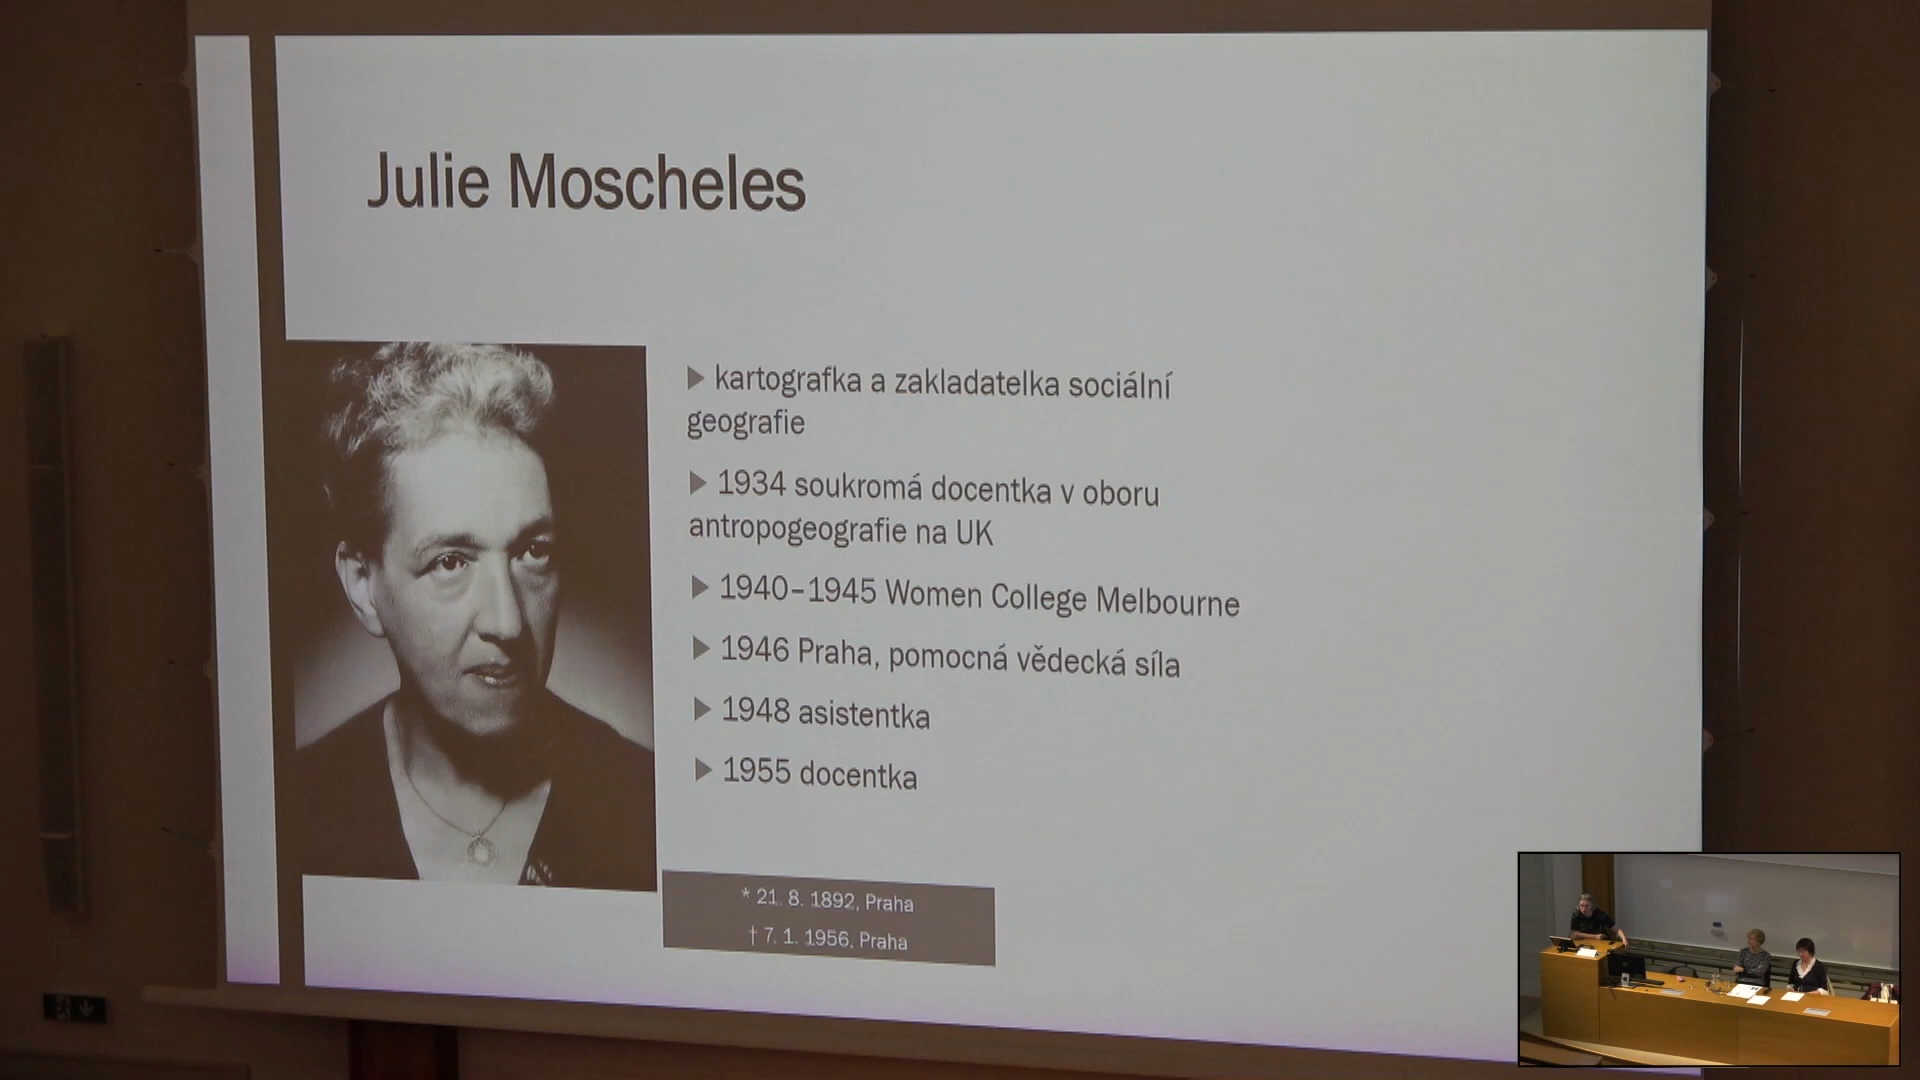 Julie Moscheles
▶ kartografka a zakladatelka sociální
geografie
▶ 1934 soukromá docentka v oboru
antropogeografie na UK
▶ 1940–1945 Women College Melbourne
▶ 1946 Praha, pomocná vědecká síla
▶ 1948 asistentka
▶ 1955 docentka
* 21. 8. 1892, Praha
† 7. 1. 1956, Praha